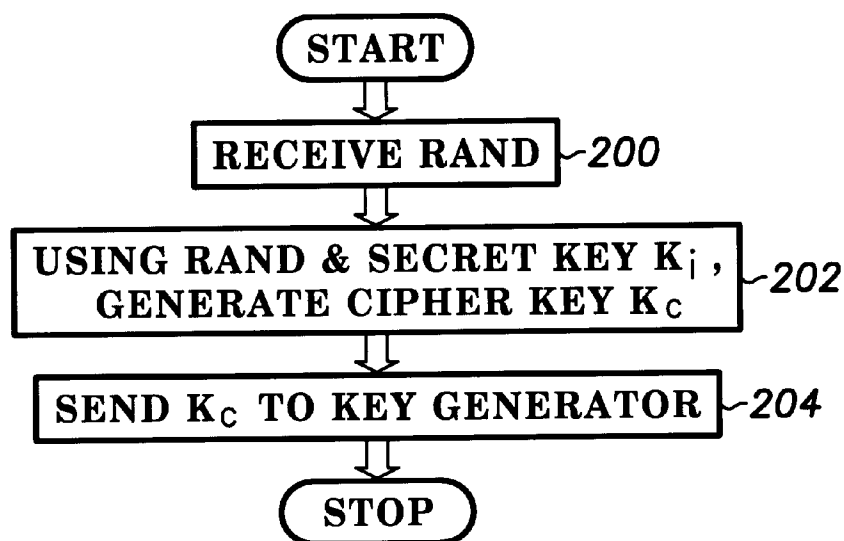 START
RECEIVE RAND
200
USING RAND & SECRET KEY Ki,
GENERATE CIPHER KEY Kc
202
SEND Kc TO KEY GENERATOR
204
STOP